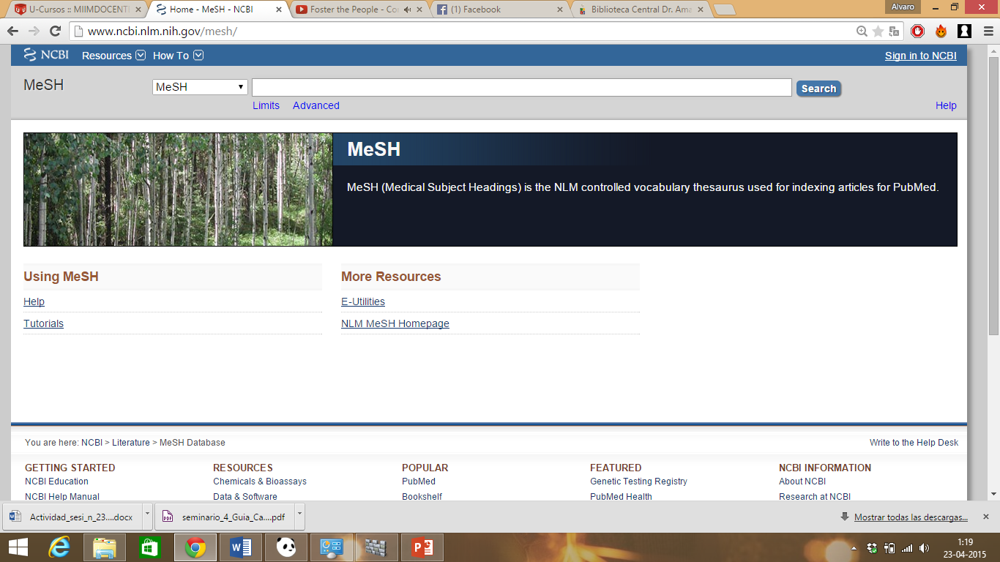 U-Cursos :: MIIMDOCENTI
Home - MeSH - NCBI
Foster the People - Con
(1) Facebook
Biblioteca Central Dr. Ama
Alvaro
www.ncbi.nlm.nih.gov/mesh/
NCBI Resources How To Sign in to NCBI
MeSH MeSH Search
Limits Advanced Help
MeSH
MeSH (Medical Subject Headings) is the NLM controlled vocabulary thesaurus used for indexing articles for PubMed.
Using MeSH
Help
Tutorials
More Resources
E-Utilities
NLM MeSH Homepage
You are here: NCBI > Literature > MeSH Database Write to the Help Desk
GETTING STARTED
NCBI Education
NCBI Help Manual
RESOURCES
Chemicals & Bioassays
Data & Software
POPULAR
PubMed
Bookshelf
FEATURED
Genetic Testing Registry
PubMed Health
NCBI INFORMATION
About NCBI
Research at NCBI
Actividad_sesi_n_23....docx
seminario_4_Guia_Ca....pdf
Mostrar todas las descargas...
1:19
23-04-2015